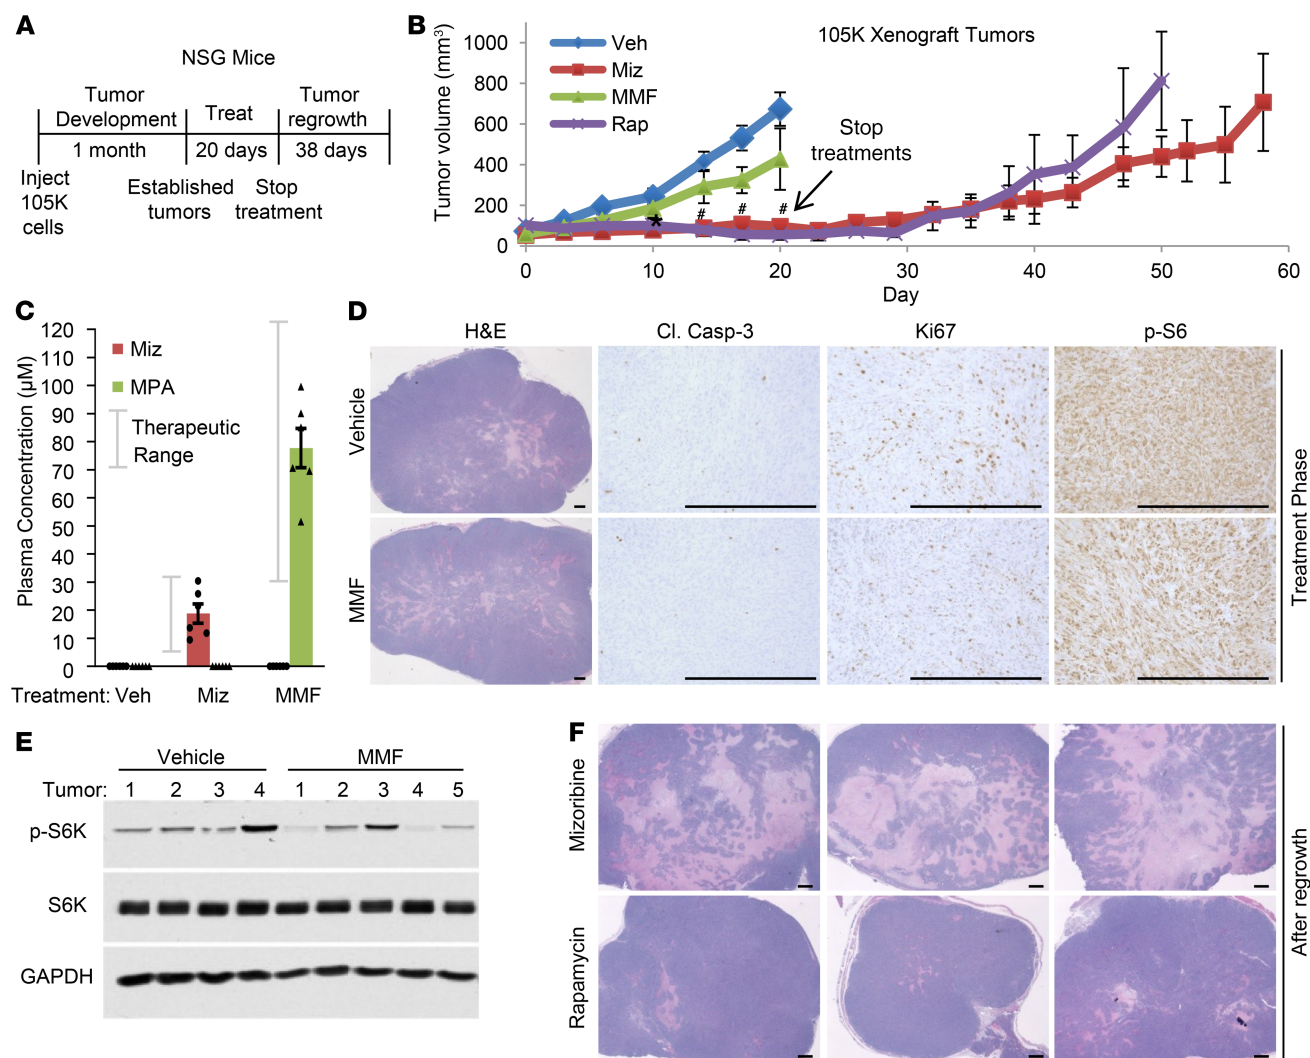 A
NSG Mice
Tumor
Development
Treat
Tumor
regrowth
1 month
20 days
38 days
Inject
105K
cells
Established
tumors
Stop
treatment
B
105K Xenograft Tumors
Tumor volume (mm³)
1000
800
600
400
200
0
Veh
Miz
MMF
Rap
Stop
treatments
*
# # #
0 10 20 30 40 50 60
Day
C
Plasma Concentration (µM)
120
110
100
90
80
70
60
50
40
30
20
10
0
Miz
MPA
Therapeutic
Range
Treatment: Veh Miz MMF
D
H&E Cl. Casp-3 Ki67 p-S6
Vehicle
MMF
Treatment Phase
E
Vehicle MMF
Tumor: 1 2 3 4 1 2 3 4 5
p-S6K
S6K
GAPDH
F
Mizoribine
Rapamycin
After regrowth